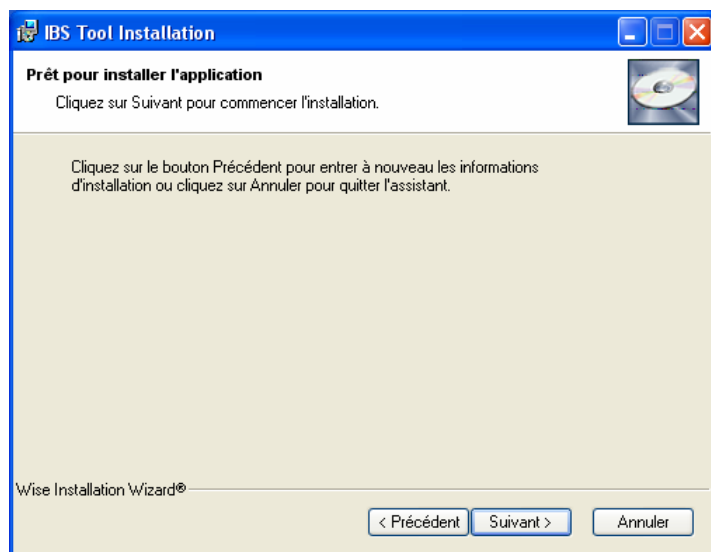 IBS Tool Installation
Prêt pour installer l'application
Cliquez sur Suivant pour commencer l'installation.
Cliquez sur le bouton Précédent pour entrer à nouveau les informations
d'installation ou cliquez sur Annuler pour quitter l'assistant.
Wise Installation Wizard®
< Précédent
Suivant >
Annuler